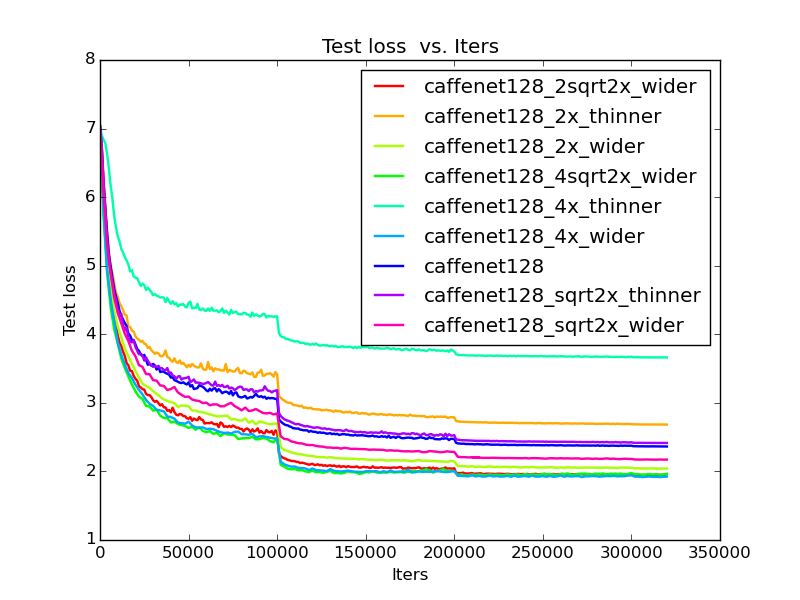 Test loss  vs. Iters
8
7
6
5
4
3
2
1
Test loss
caffenet128_2sqrt2x_wider
caffenet128_2x_thinner
caffenet128_2x_wider
caffenet128_4sqrt2x_wider
caffenet128_4x_thinner
caffenet128_4x_wider
caffenet128
caffenet128_sqrt2x_thinner
caffenet128_sqrt2x_wider
0 50000 100000 150000 200000 250000 300000 350000
Iters